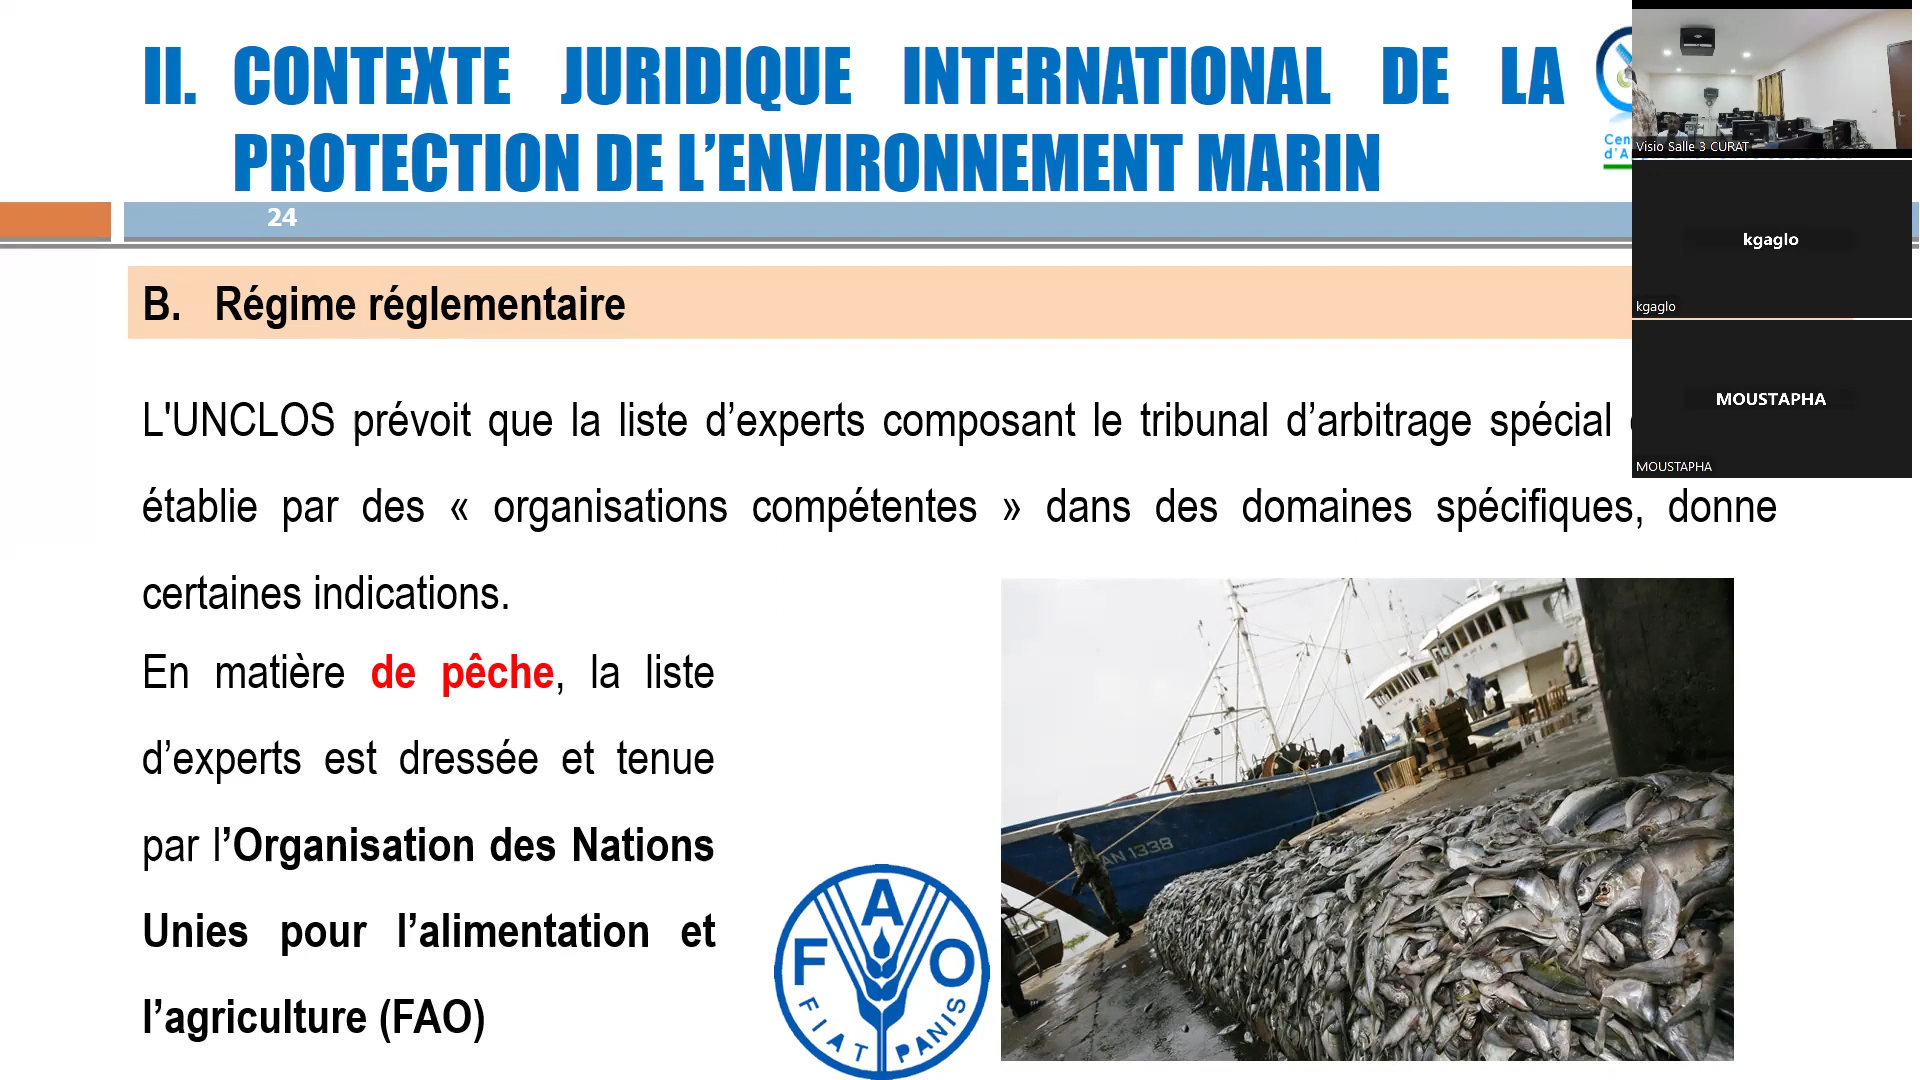 II. CONTEXTE JURIDIQUE INTERNATIONAL DE LA
PROTECTION DE L’ENVIRONNEMENT MARIN
24
B. Régime réglementaire
L'UNCLOS prévoit que la liste d’experts composant le tribunal d’arbitrage spécial
établie par des « organisations compétentes » dans des domaines spécifiques, donne
certaines indications.
En matière de pêche, la liste
d’experts est dressée et tenue
par l’Organisation des Nations
Unies pour l’alimentation et
l’agriculture (FAO)
F A O
FIAT PANIS
AN 1338
Visio Salle 3 CURAT
kgaglo
kgaglo
MOUSTAPHA
MOUSTAPHA